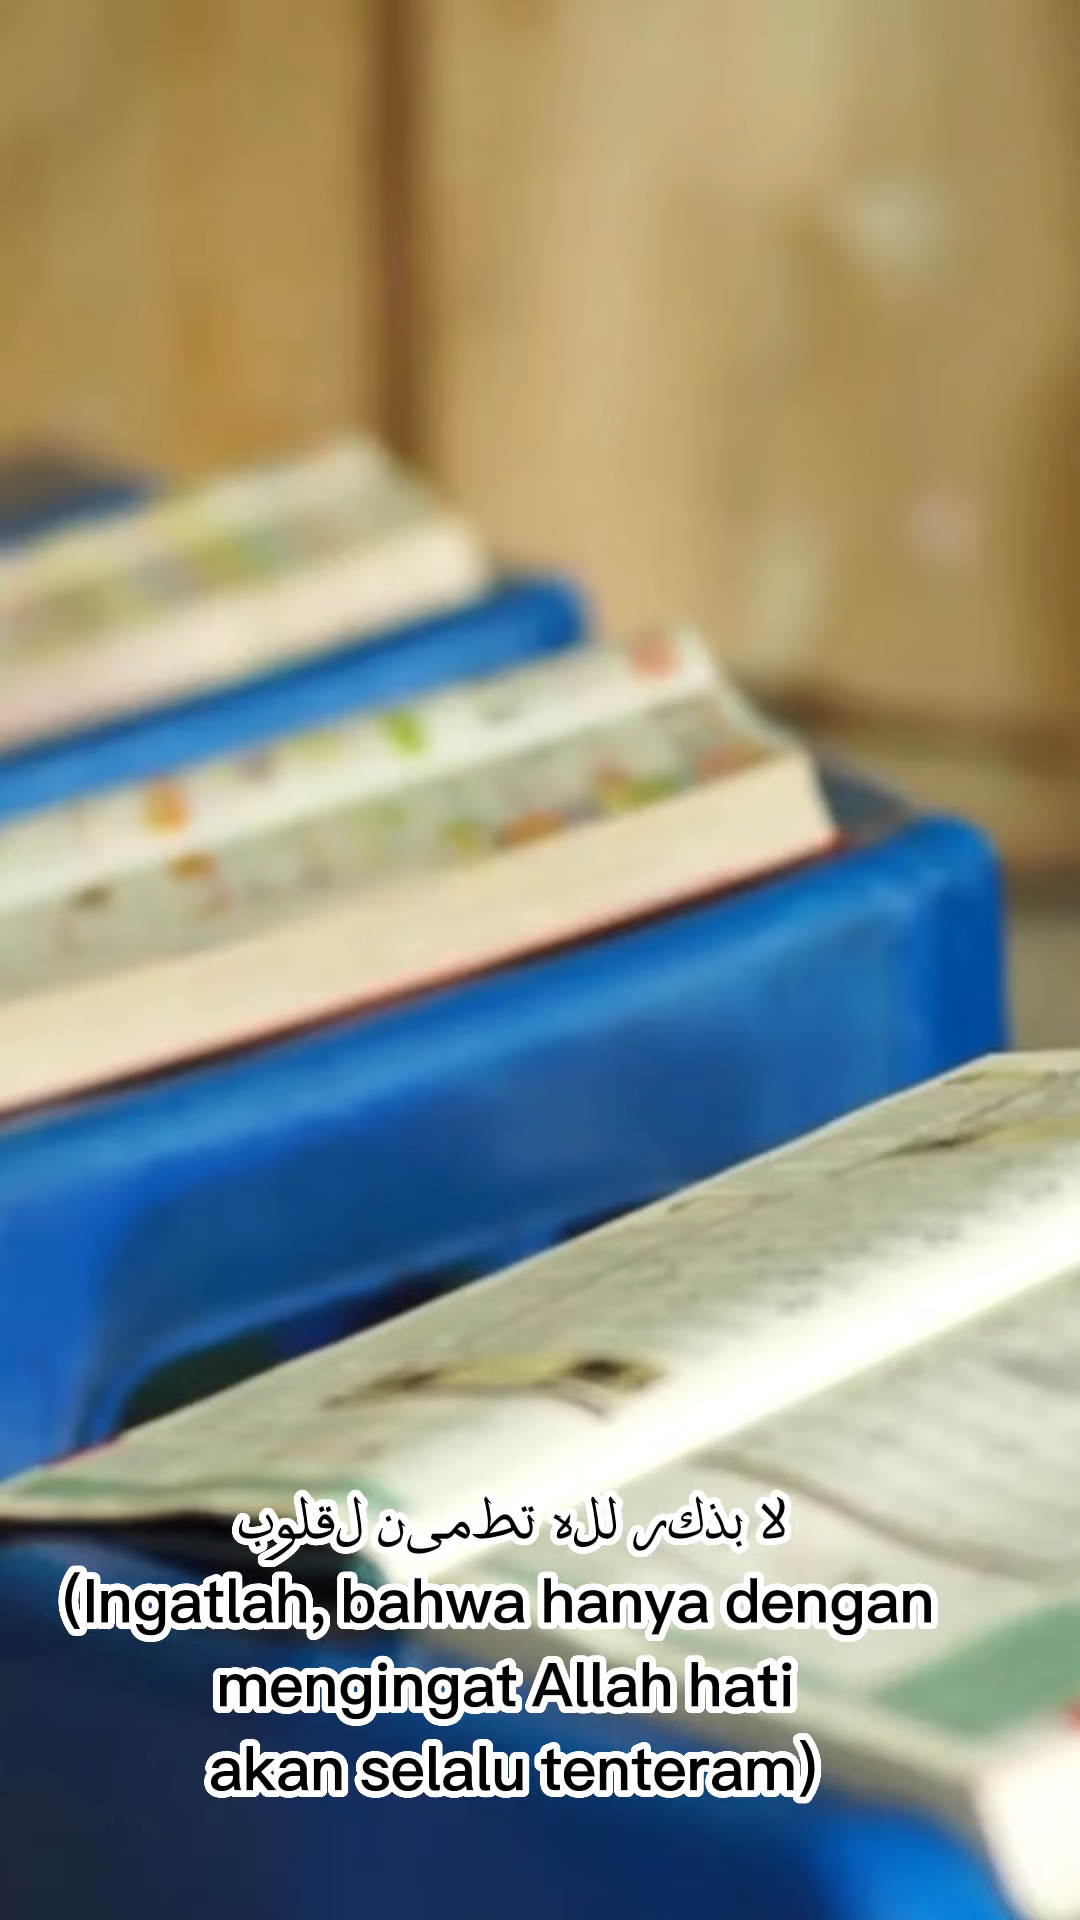 لا بذكر لله تطمىن لقلوب
(Ingatlah, bahwa hanya dengan
mengingat Allah hati
akan selalu tenteram)